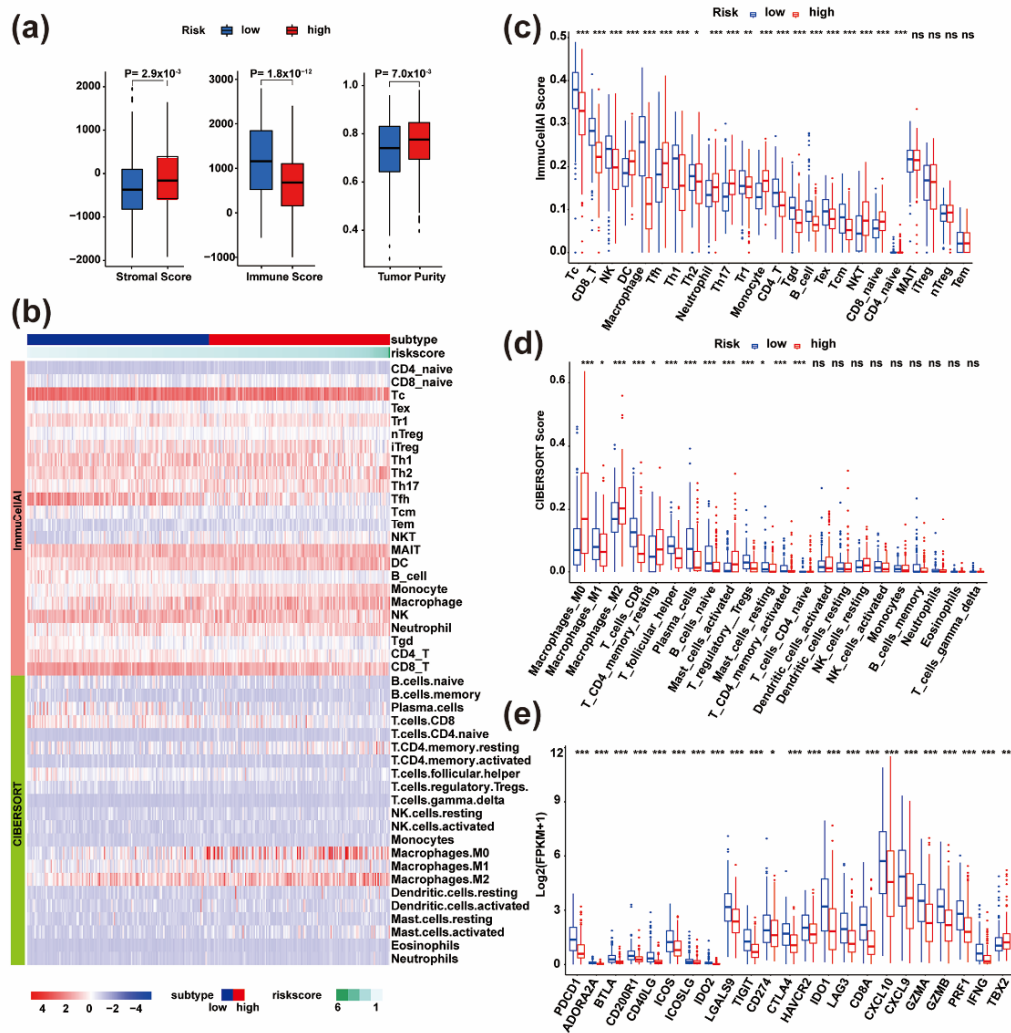 (a)
Risk low high
P= 2.9x10⁻³
P= 1.8x10⁻¹²
P= 7.0x10⁻³
2000
1000
0
−1000
−2000
3000
2000
1000
0
−1000
1.0
0.8
0.6
0.4
Stromal Score
Immune Score
Tumor Purity
(b)
subtype
riskscore
ImmuCellAI
CD4_naive
CD8_naive
Tc
Tex
Tr1
nTreg
iTreg
Th1
Th2
Th17
Tfh
Tcm
Tem
NKT
MAIT
DC
B_cell
Monocyte
Macrophage
NK
Neutrophil
Tgd
CD4_T
CD8_T
CIBERSORT
B.cells.naive
B.cells.memory
Plasma.cells
T.cells.CD8
T.cells.CD4.naive
T.CD4.memory.resting
T.CD4.memory.activated
T.cells.follicular.helper
T.cells.regulatory.Tregs.
T.cells.gamma.delta
NK.cells.resting
NK.cells.activated
Monocytes
Macrophages.M0
Macrophages.M1
Macrophages.M2
Dendritic.cells.resting
Dendritic.cells.activated
Mast.cells.resting
Mast.cells.activated
Eosinophils
Neutrophils
4 2 0 -2 -4
subtype
low high
riskscore
6 1
(c)
Risk low high
*** *** *** *** *** *** *** * *** *** ** *** *** *** *** *** *** *** *** *** ns ns ns ns
ImmuCellAI Score
0.5
0.4
0.3
0.2
0.1
0.0
Tc
CD8_T
NK
DC
Macrophage
Tfh
Th1
Th2
Neutrophil
Th17
Tr1
Monocyte
CD4_T
Tgd
B_cell
Tex
Tcm
NKT
CD8_naive
CD4_naive
MAIT
iTreg
nTreg
Tem
(d)
Risk low high
*** * *** *** * *** *** *** *** *** * *** *** ns ns ns ns ns ns ns ns ns
CIBERSORT Score
0.6
0.4
0.2
0.0
Macrophages_M0
Macrophages_M1
Macrophages_M2
T_cells_CD8
T_CD4_memory_resting
T_follicular_helper
Plasma_cells
B_cells_naive
Mast_cells_activated
T_regulatory__Tregs
Mast_cells_resting
T_CD4_memory_activated
T_cells_CD4_naive
Dendritic_cells_activated
Dendritic_cells_resting
NK_cells_resting
NK_cells_activated
Monocytes
B_cells_memory
Neutrophils
Eosinophils
T_cells_gamma_delta
(e)
*** *** *** *** *** *** *** *** *** *** *** * *** *** *** *** *** *** *** *** *** *** *** ***
Log2(FPKM+1)
12
9
6
3
0
PDCD1
ADORA2A
BTLA
CD200R1
CD40LG
ICOS
ICOSLG
IDO2
LGALS9
TIGIT
CD274
CTLA4
HAVCR2
IDO1
LAG3
CD8A
CXCL10
CXCL9
GZMA
GZMB
PRF1
IFNG
TBX2